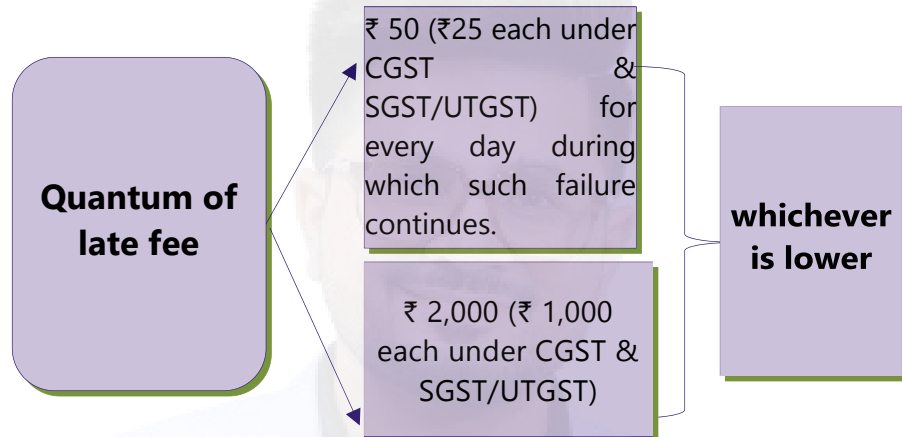 Quantum of
late fee
₹ 50 (₹25 each under
CGST &
SGST/UTGST) for
every day during
which such failure
continues.
₹ 2,000 (₹ 1,000
each under CGST &
SGST/UTGST)
whichever
is lower